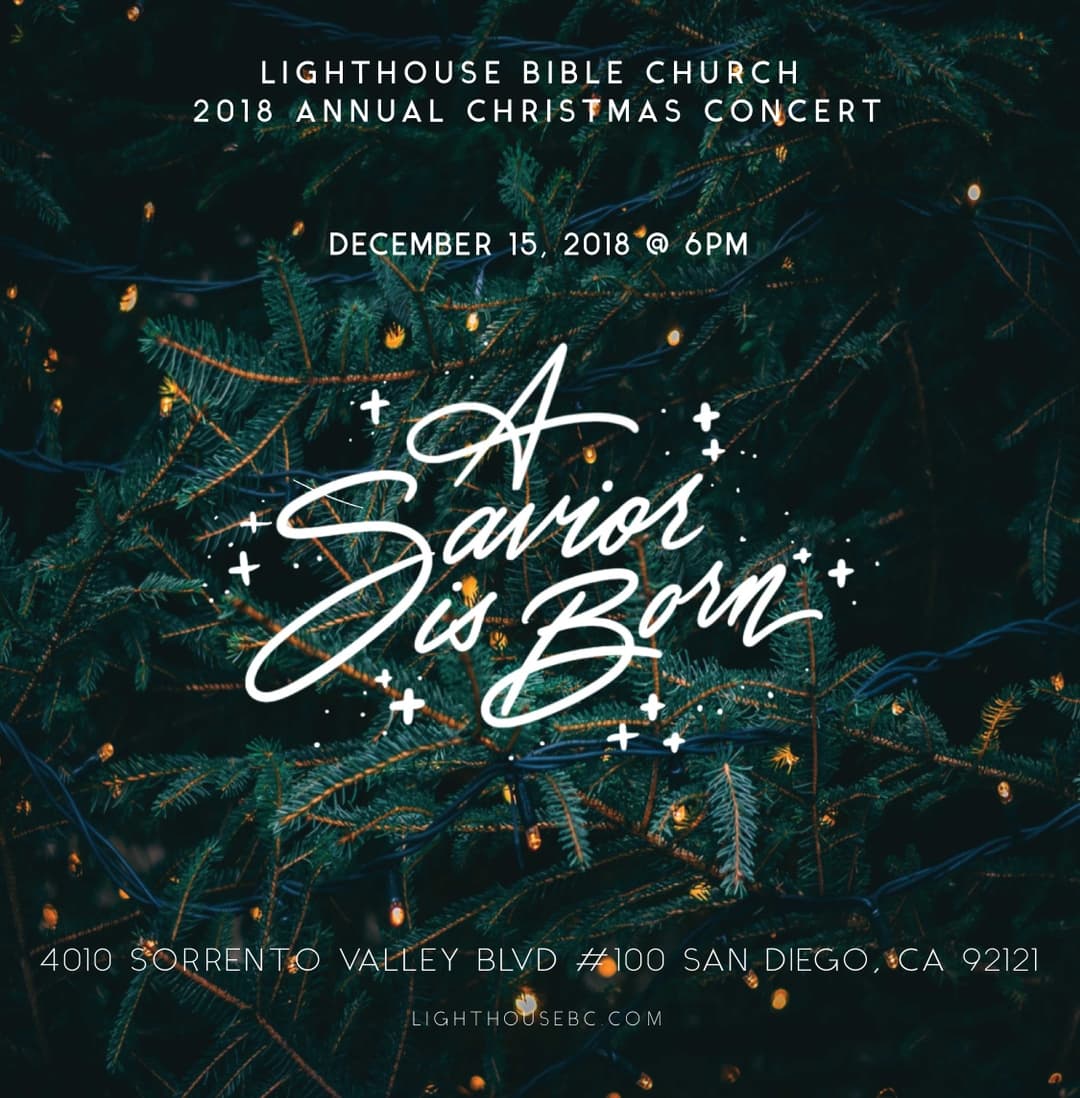 LIGHTHOUSE BIBLE CHURCH
2018 ANNUAL CHRISTMAS CONCERT
DECEMBER 15, 2018 @ 6PM
A
Savior
is Born
4010 SORRENTO VALLEY BLVD #100 SAN DIEGO, CA 92121
LIGHTHOUSEBC.COM